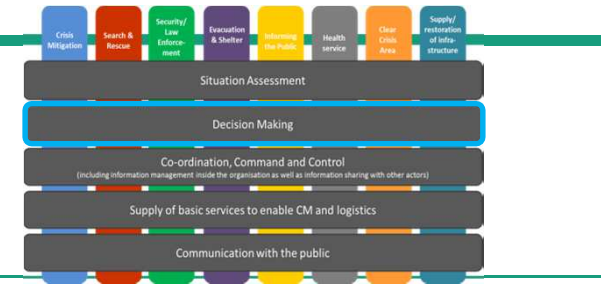 Crisis
Mitigation
Search &
Rescue
Security/
Law
Enforce-
ment
Evacuation
& Shelter
Informing
the Public
Health
service
Clear
Crisis
Area
Supply/
restoration
of infra-
structure
Situation Assessment
Decision Making
Co-ordination, Command and Control
(including information management inside the organisation as well as information sharing with other actors)
Supply of basic services to enable CM and logistics
Communication with the public